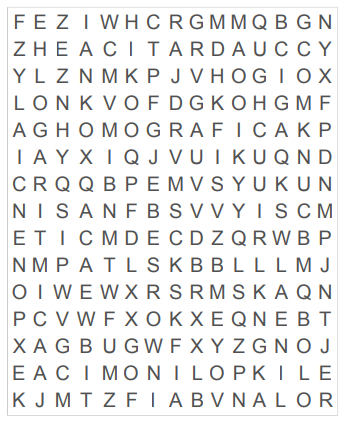 F E Z I W H C R G M M Q B G N
Z H E A C I T A R D A U C C Y
Y L Z N M K P J V H O G I O X
L O N K V O F D G K O H G M F
A G H O M O G R A F I C A K P
I A Y X I Q J V U I K U Q N D
C R Q Q B P E M V S Y U K U N
N I S A N F B S V V Y I S C M
E T I C M D E C D Z Q R W B P
N M P A T L S K B B L L L M J
O I W E W X R S R M S K A Q N
P C V W F X O K X E Q N E B T
X A G B U G W F X Y Z G N O J
E A C I M O N I L O P K I L E
K J M T Z F I A B V N A L O R